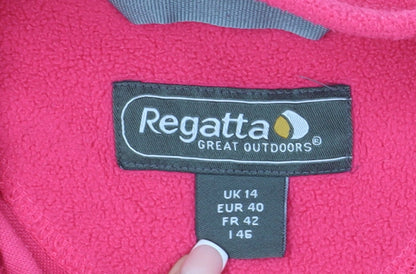 Regatta
GREAT OUTDOORS®
UK 14
EUR 40
FR 42
I 46